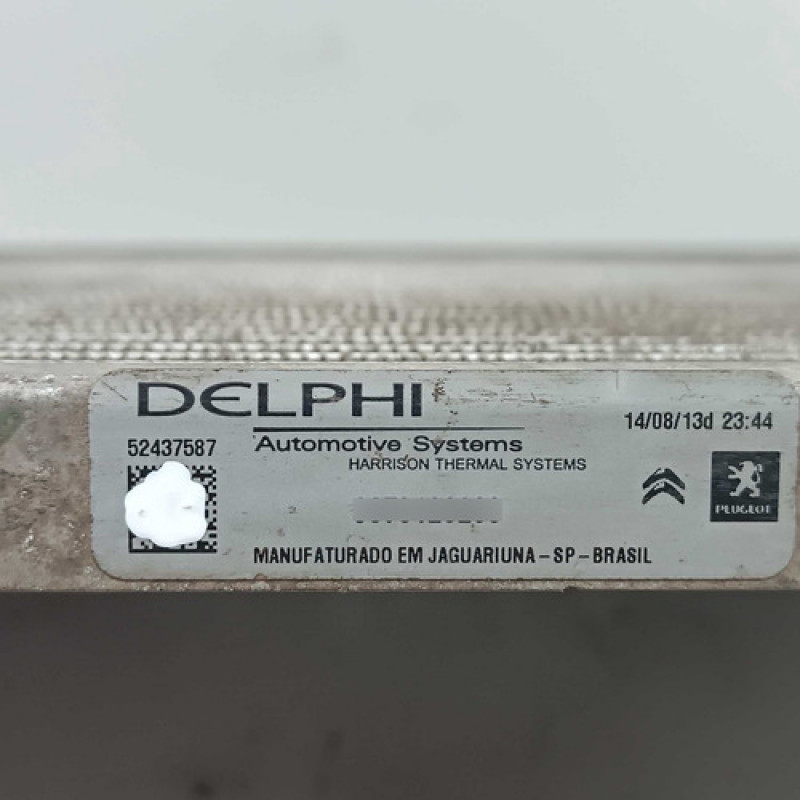 DELPHI
14/08/13d 23:44
52437587
Automotive Systems
HARRISON THERMAL SYSTEMS
PEUGEOT
MANUFATURADO EM JAGUARIUNA-SP-BRASIL